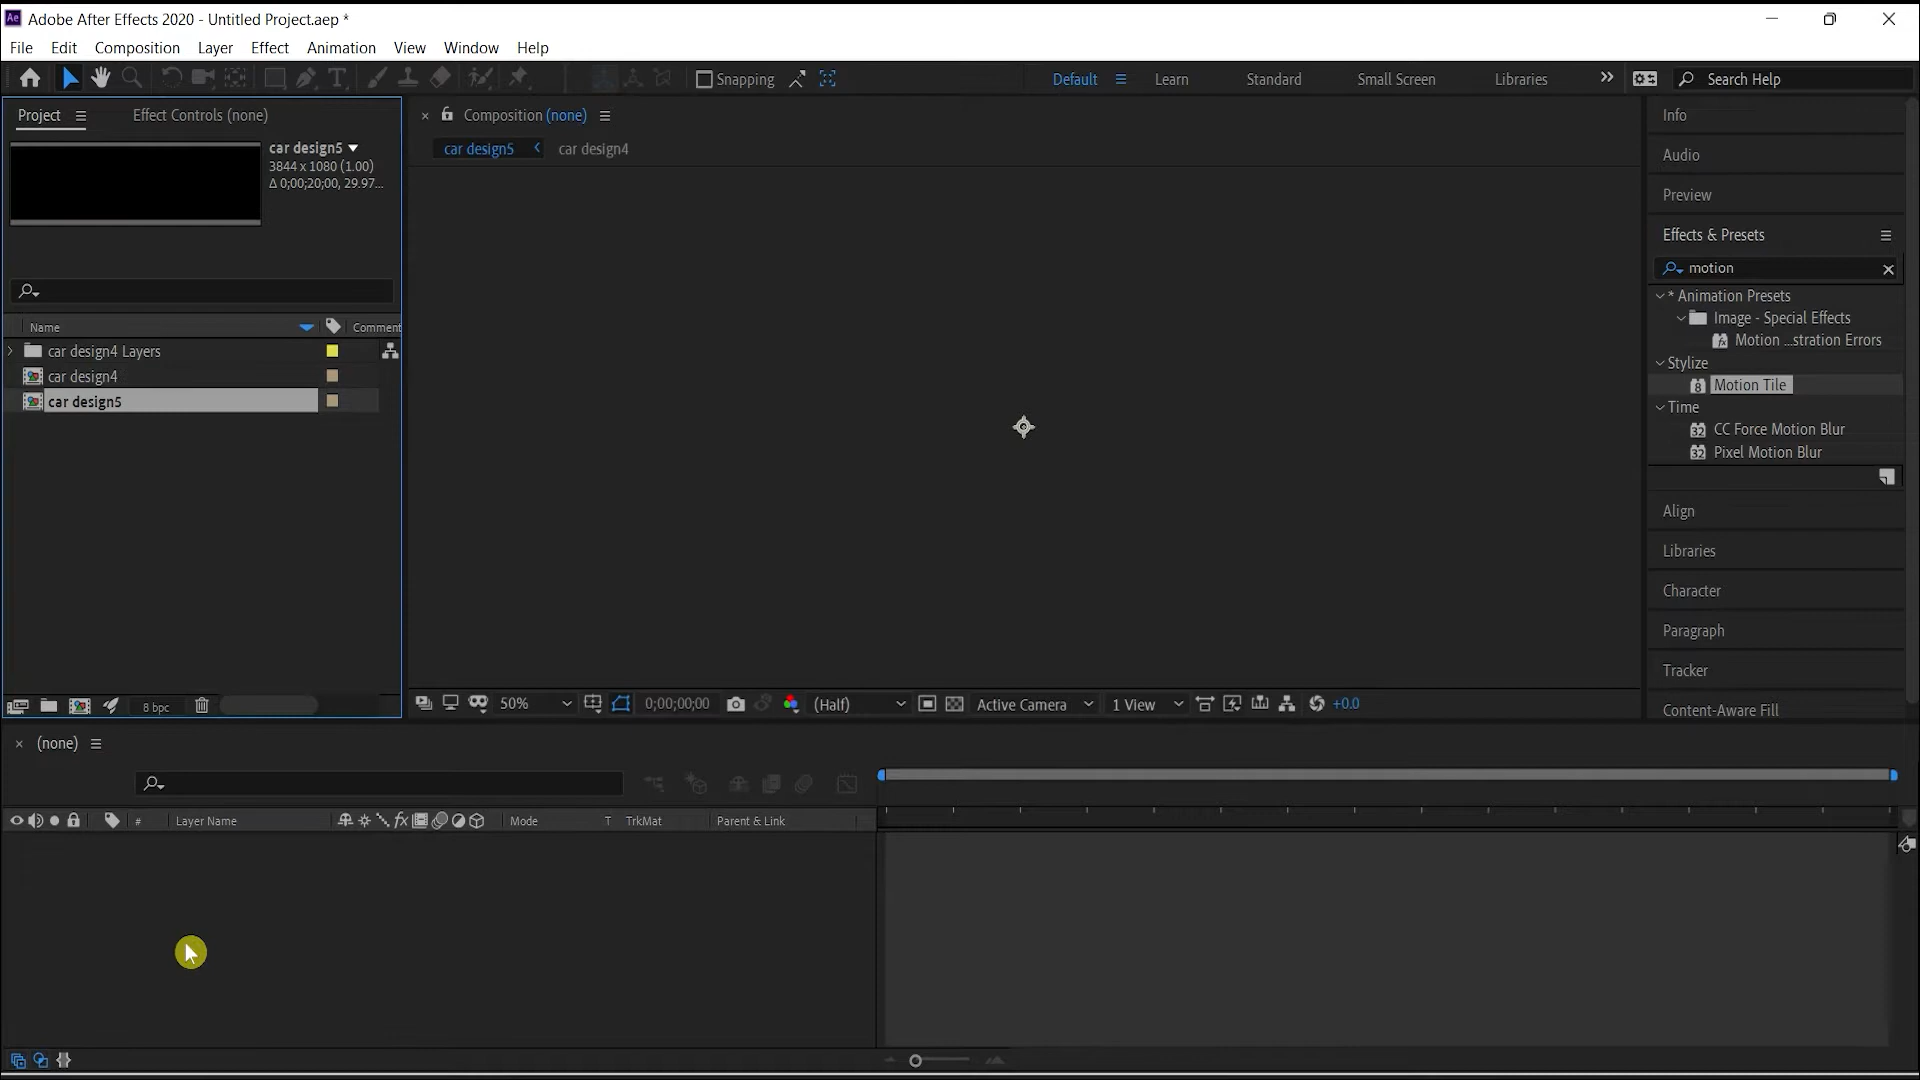 Adobe After Effects 2020 - Untitled Project.aep *
File Edit Composition Layer Effect Animation View Window Help
Snapping Default Learn Standard Small Screen Libraries Search Help
Project Effect Controls (none)
car design5
3844 x 1080 (1.00)
Δ 0;00;20;00, 29.97...
Name Comment
car design4 Layers
car design4
car design5
8 bpc
Composition (none)
car design5 car design4
50% 0;00;00;00 (Half) Active Camera 1 View +0.0
Info
Audio
Preview
Effects & Presets
motion
* Animation Presets
Image - Special Effects
Motion ...stration Errors
Stylize
Motion Tile
Time
CC Force Motion Blur
Pixel Motion Blur
Align
Libraries
Character
Paragraph
Tracker
Content-Aware Fill
(none)
# Layer Name fx Mode T TrkMat Parent & Link